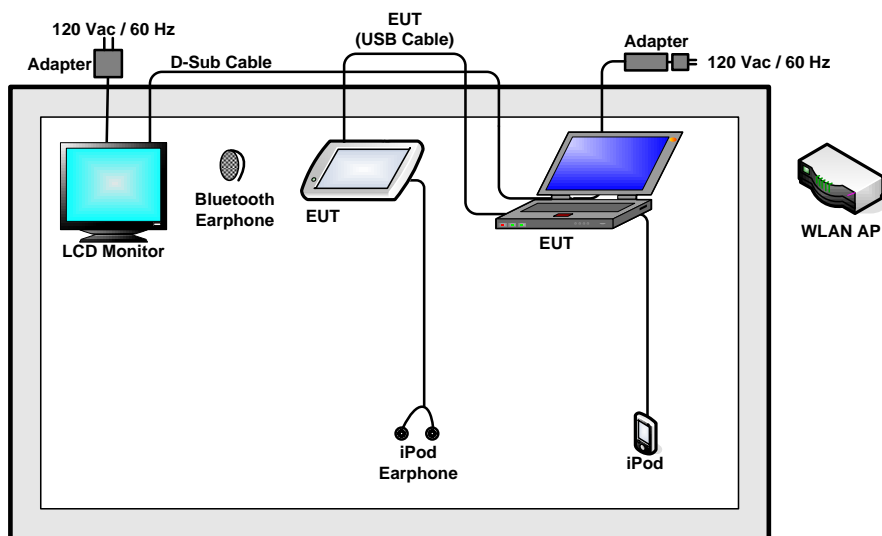 120 Vac / 60 Hz
Adapter
D-Sub Cable
EUT
(USB Cable)
Adapter
120 Vac / 60 Hz
Bluetooth
Earphone
EUT
LCD Monitor
EUT
WLAN AP
iPod
Earphone
iPod